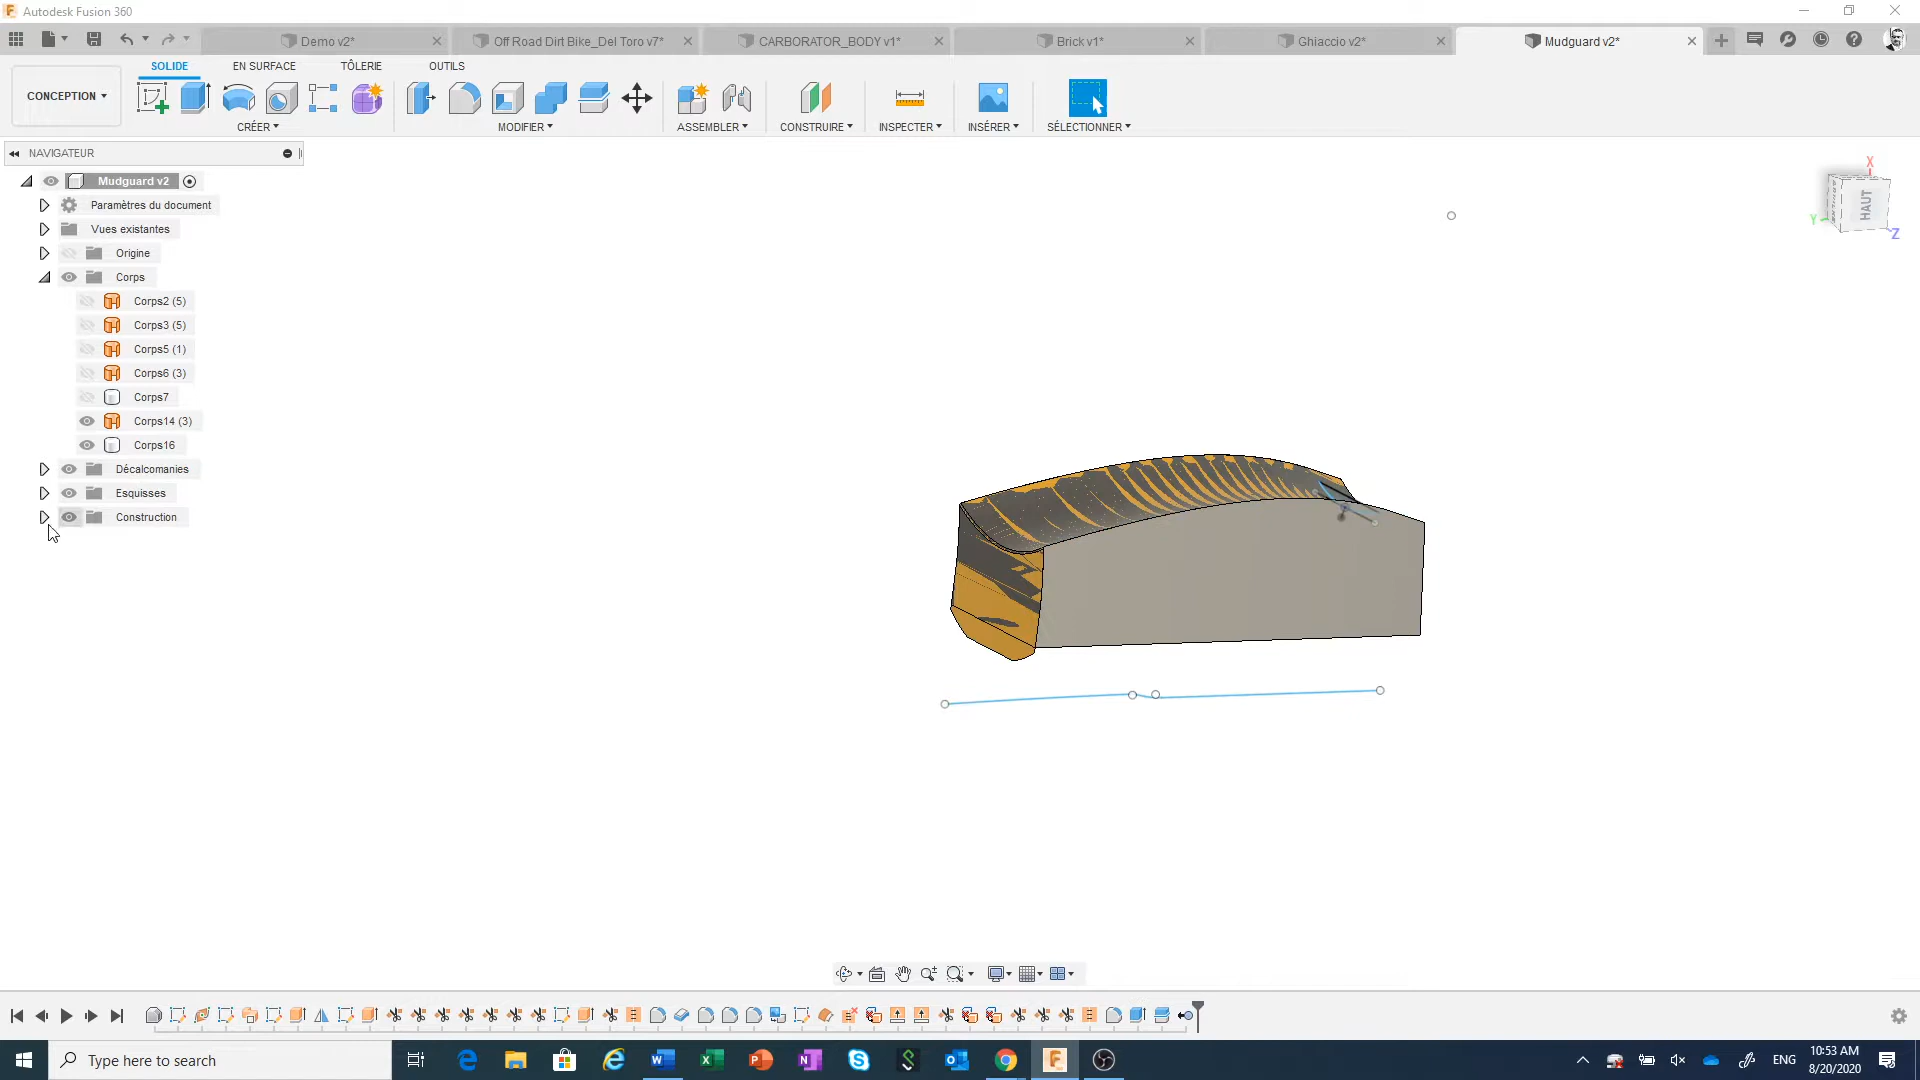 Autodesk Fusion 360
Demo v2*
Off Road Dirt Bike_Del Toro v7*
CARBORATOR_BODY v1*
Brick v1*
Ghiaccio v2*
Mudguard v2*
SOLIDE
EN SURFACE
TÔLERIE
OUTILS
CONCEPTION
CRÉER
MODIFIER
ASSEMBLER
CONSTRUIRE
INSPECTER
INSÉRER
SÉLECTIONNER
NAVIGATEUR
Mudguard v2
Paramètres du document
Vues existantes
Origine
Corps
Corps2 (5)
Corps3 (5)
Corps5 (1)
Corps6 (3)
Corps7
Corps14 (3)
Corps16
Décalcomanies
Esquisses
Construction
X
HAUT
Y
Z
Type here to search
ENG
10:53 AM
8/20/2020